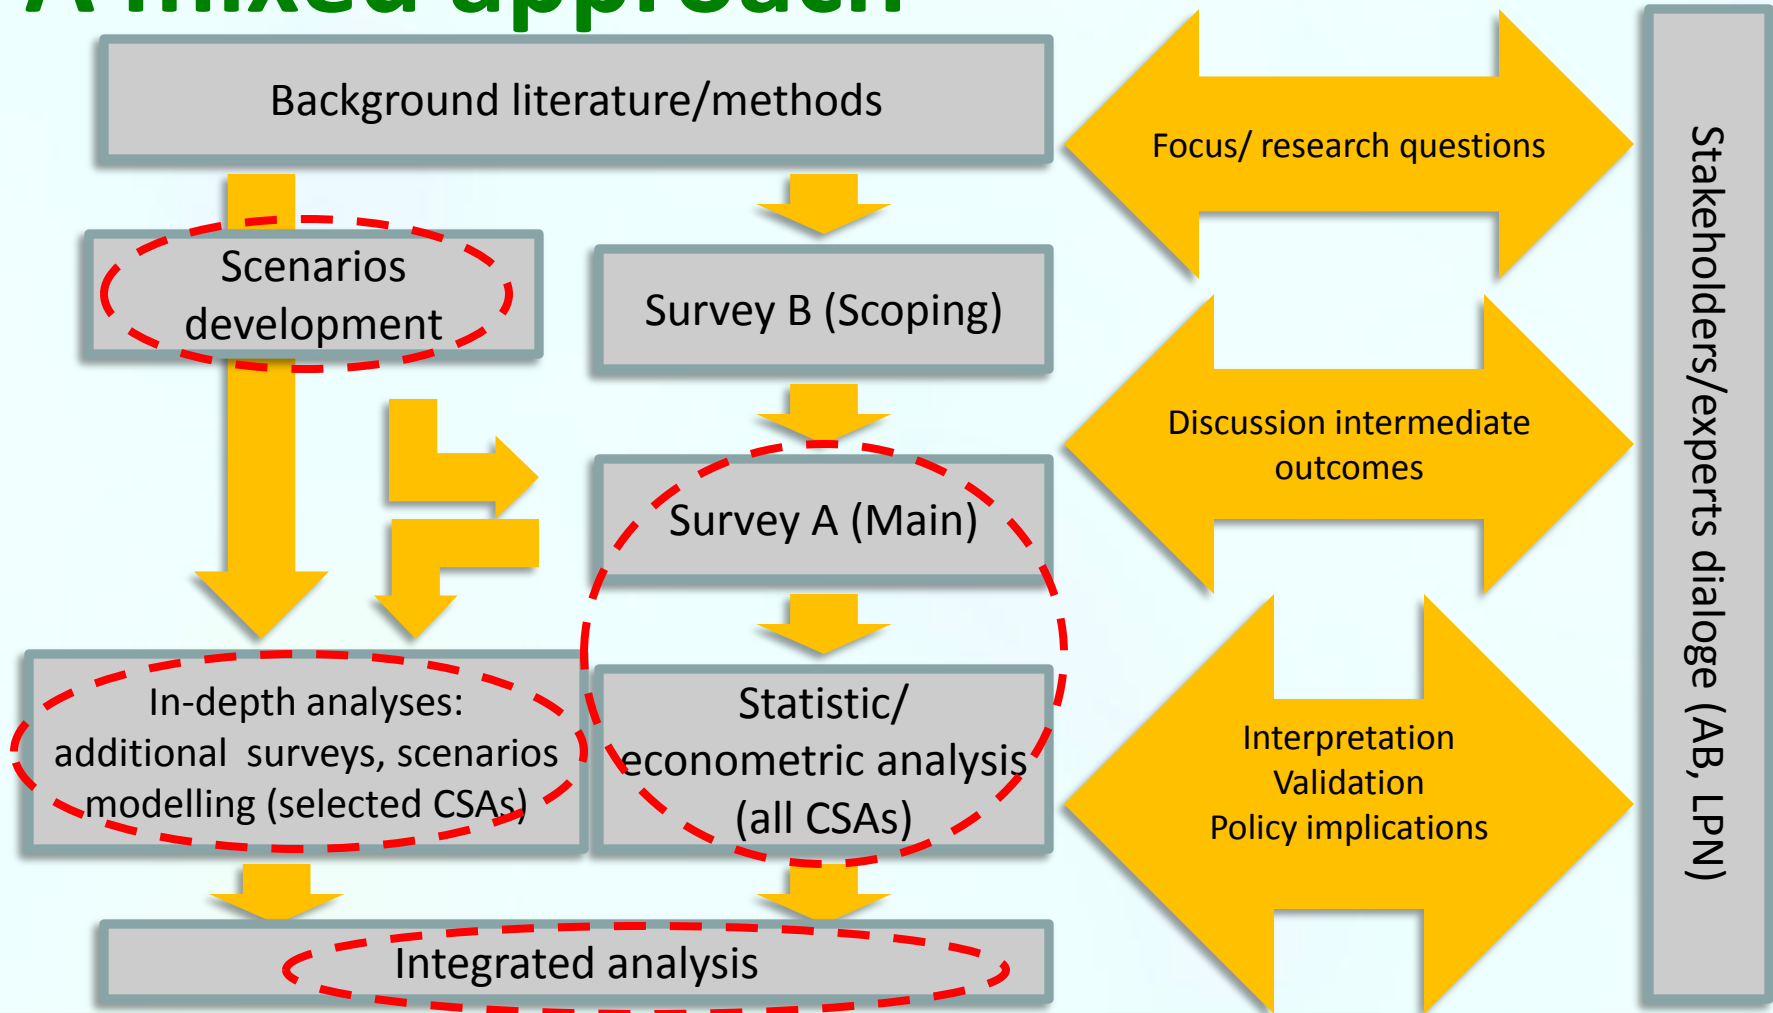 A mixed approach
Background literature/methods
Focus/ research questions
Scenarios
development
Survey B (Scoping)
Discussion intermediate
outcomes
Survey A (Main)
In-depth analyses:
additional surveys, scenarios
modelling (selected CSAs)
Statistic/
econometric analysis
(all CSAs)
Interpretation
Validation
Policy implications
Integrated analysis
Stakeholders/experts dialoge (AB, LPN)